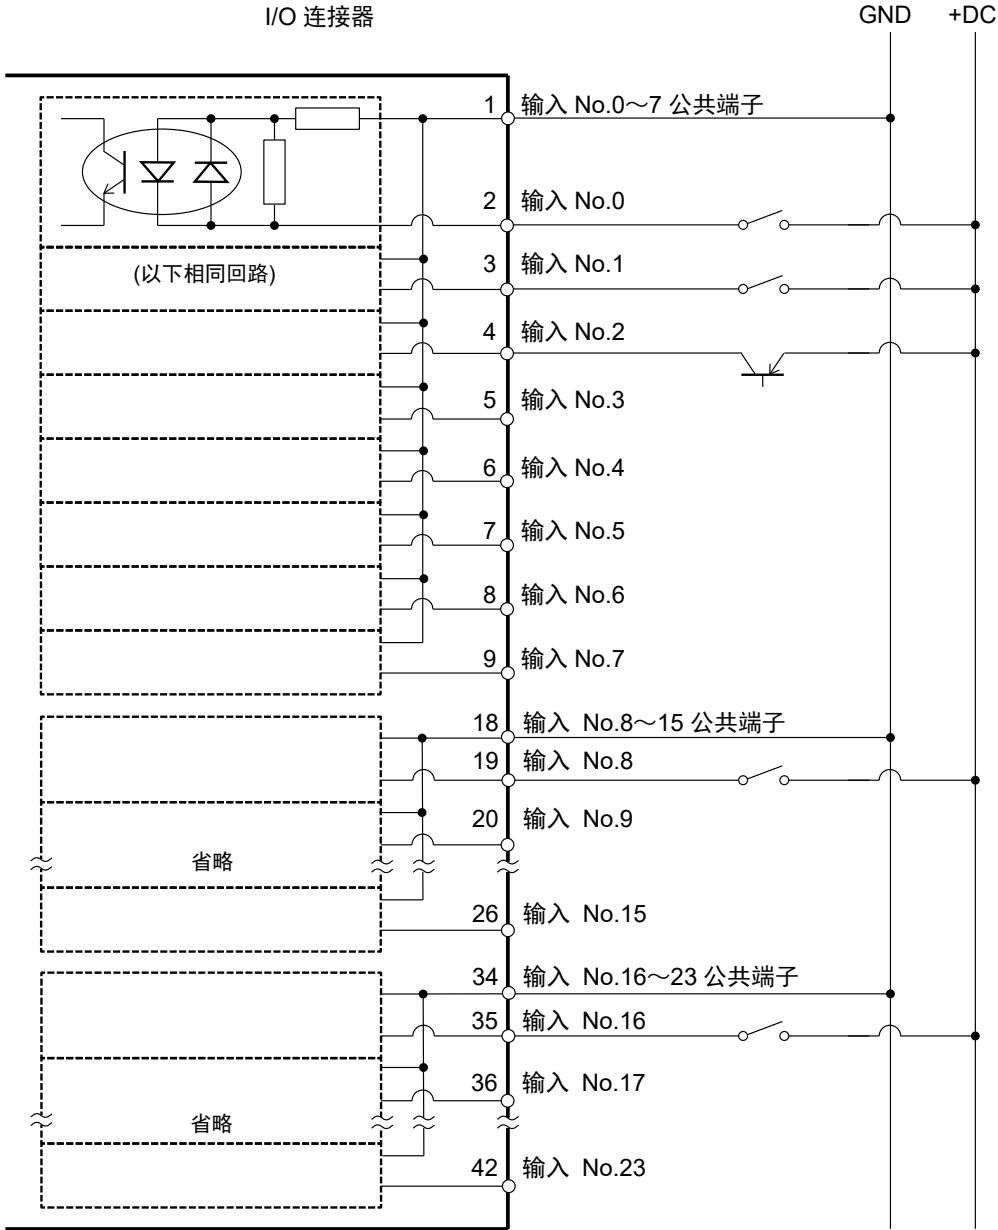 I/O 连接器
GND +DC
1 输入 No.0～7 公共端子
2 输入 No.0
3 输入 No.1
(以下相同回路)
4 输入 No.2
5 输入 No.3
6 输入 No.4
7 输入 No.5
8 输入 No.6
9 输入 No.7
18 输入 No.8～15 公共端子
19 输入 No.8
20 输入 No.9
省略
26 输入 No.15
34 输入 No.16～23 公共端子
35 输入 No.16
36 输入 No.17
省略
42 输入 No.23